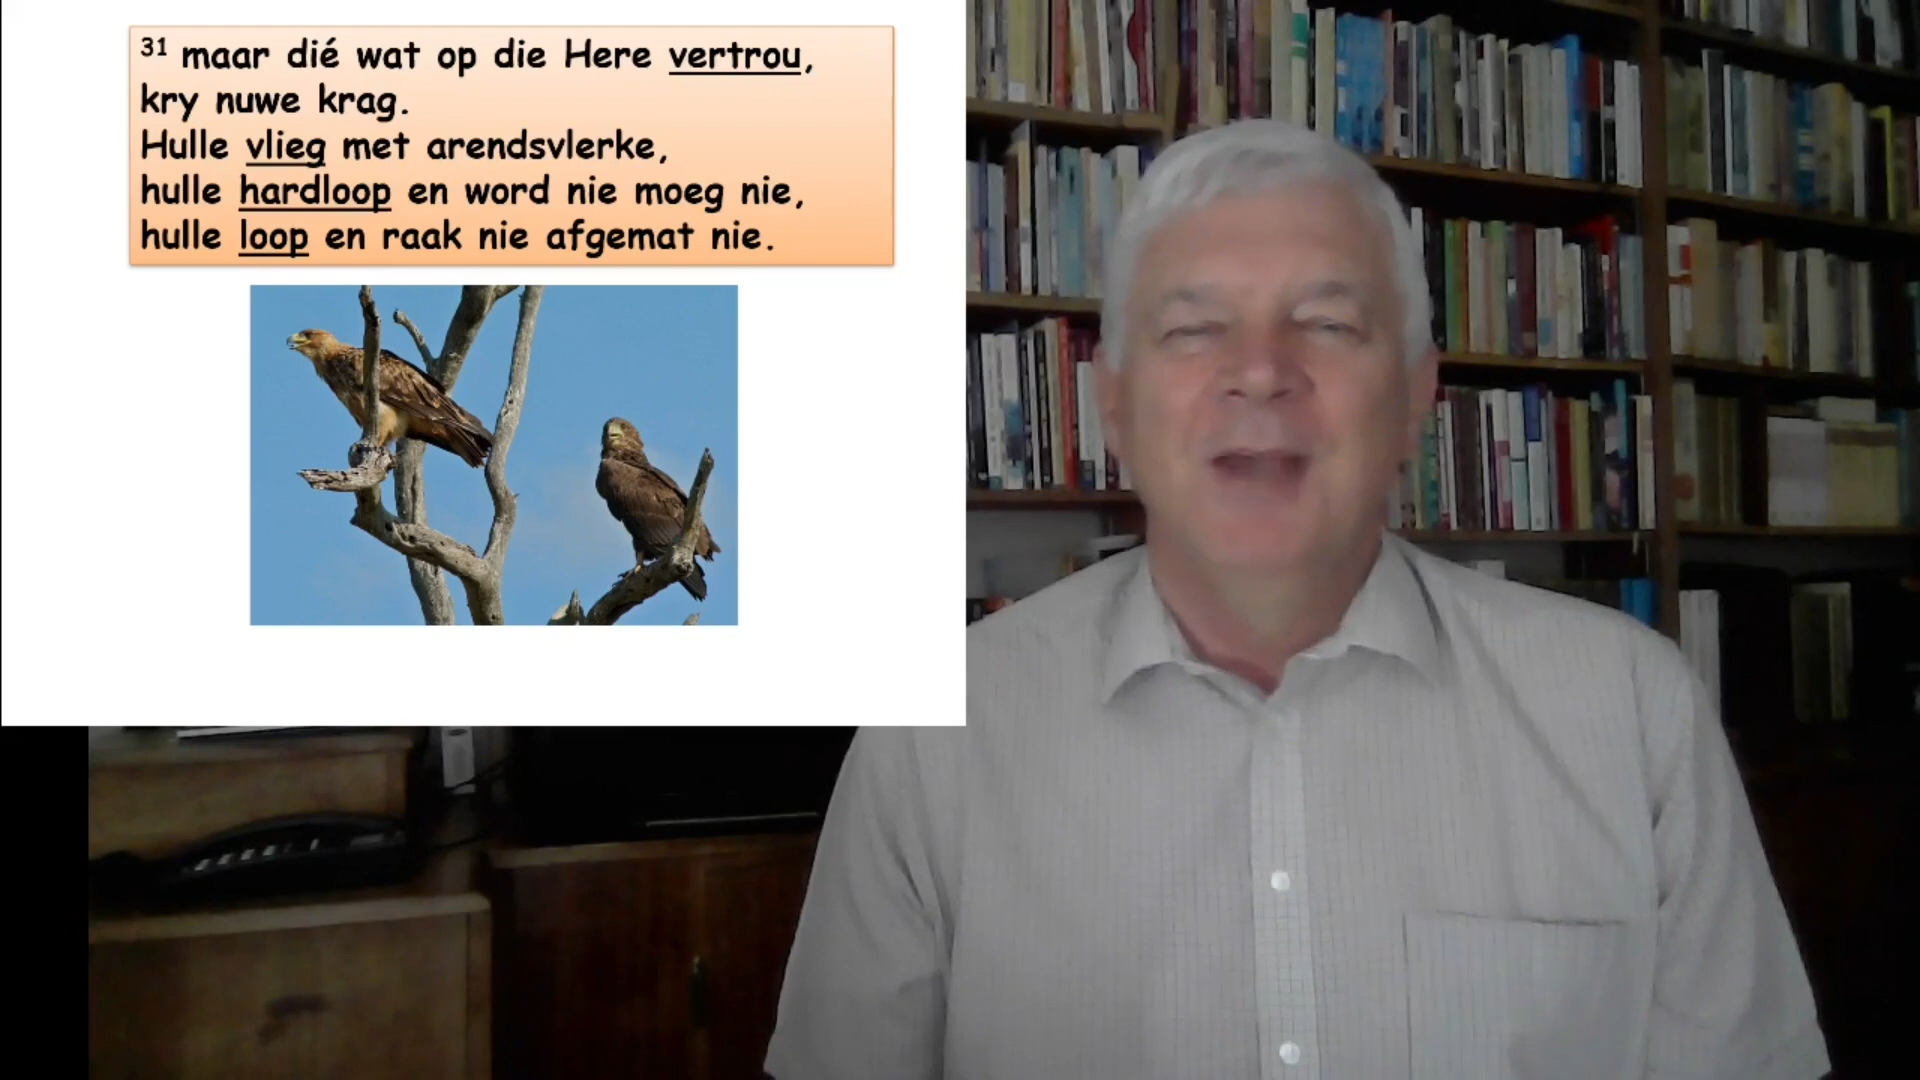 31 maar dié wat op die Here vertrou,
kry nuwe krag.
Hulle vlieg met arendsvlerke,
hulle hardloop en word nie moeg nie,
hulle loop en raak nie afgemat nie.